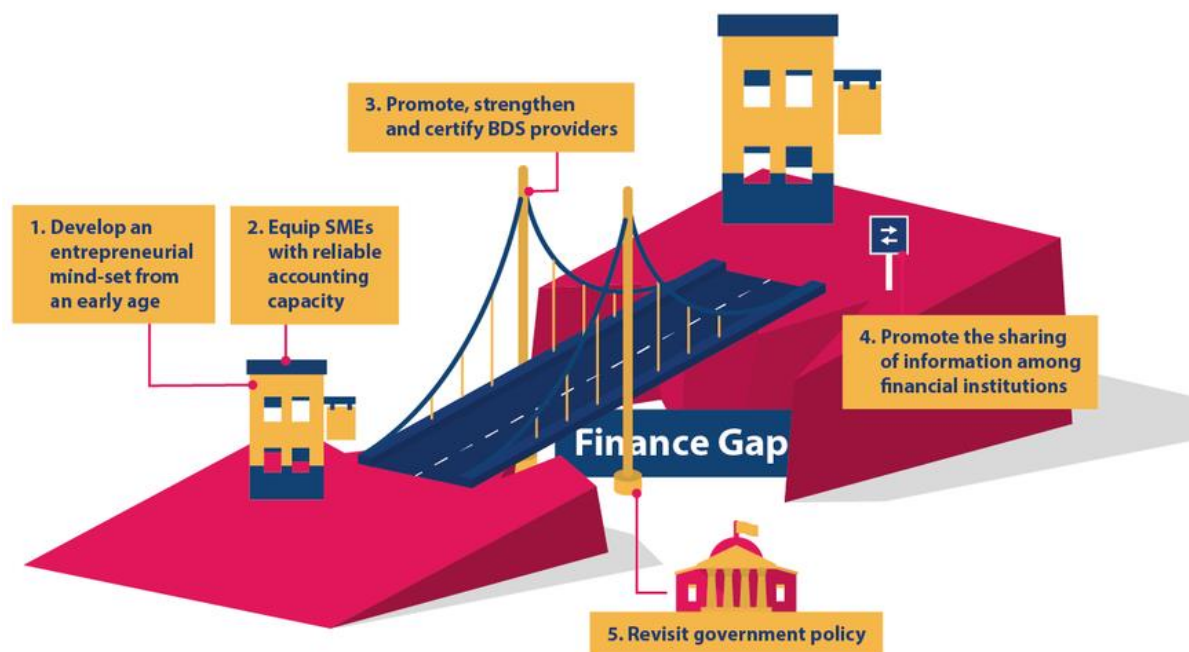 1. Develop an
entrepreneurial
mind-set from
an early age
2. Equip SMEs
with reliable
accounting
capacity
3. Promote, strengthen
and certify BDS providers
4. Promote the sharing
of information among
financial institutions
Finance Gap
5. Revisit government policy